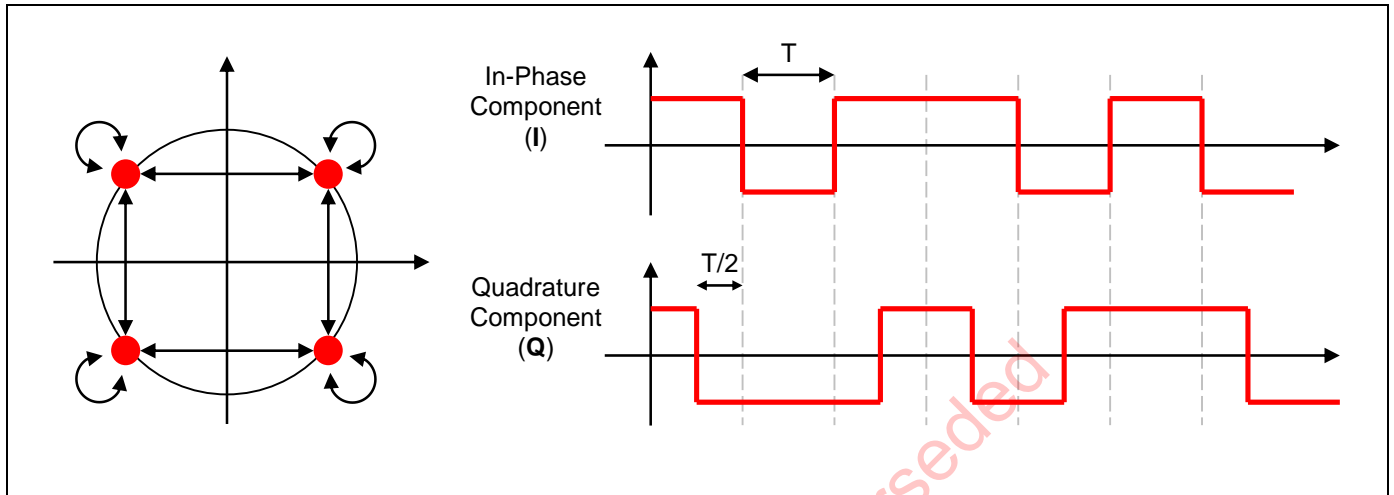 In-Phase
Component
(I)
T
Quadrature
Component
(Q)
T/2